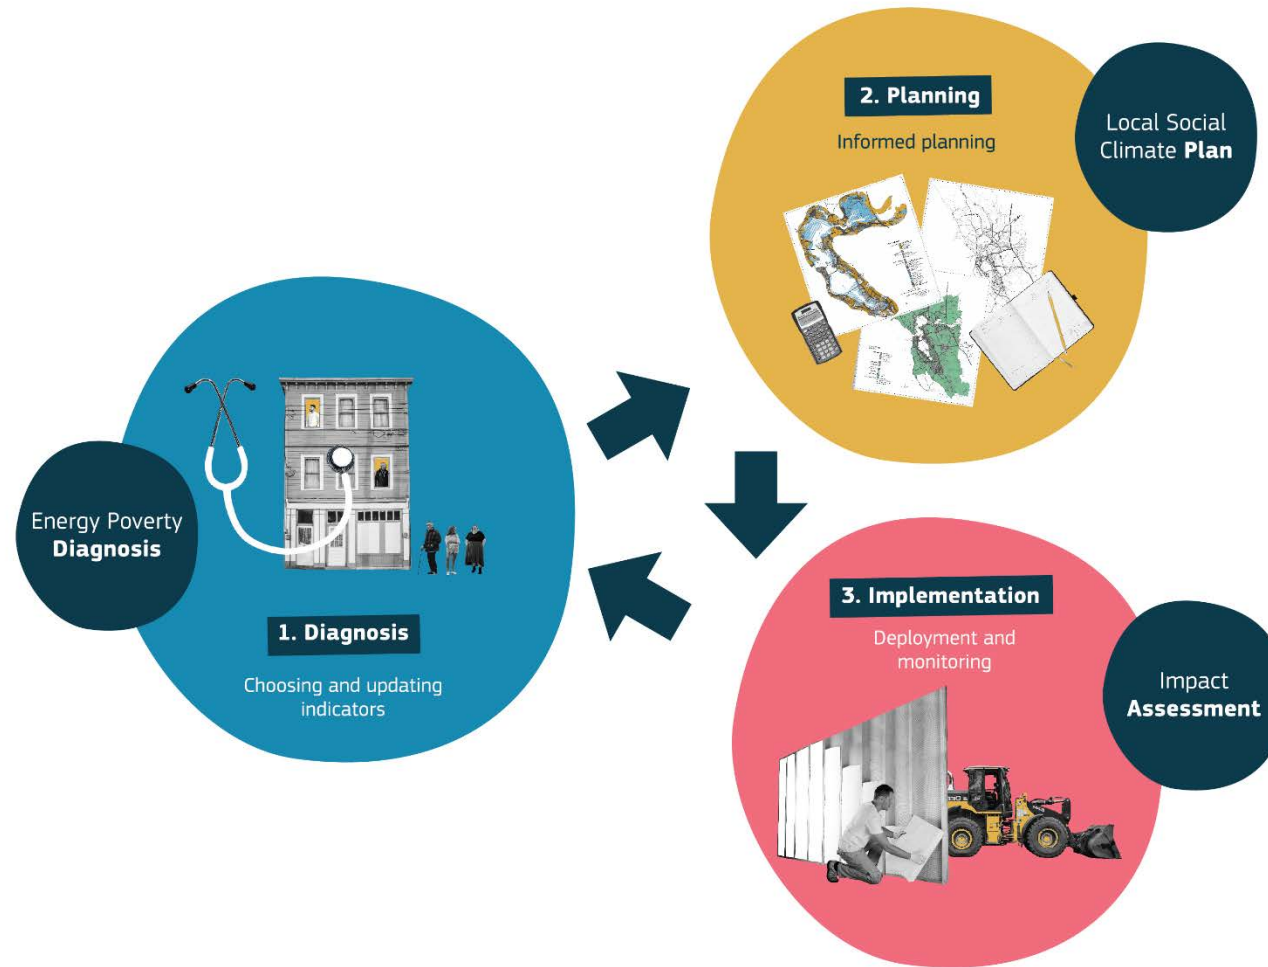 2. Planning
Informed planning
Local Social
Climate Plan
Energy Poverty
Diagnosis
1. Diagnosis
Choosing and updating
indicators
3. Implementation
Deployment and
monitoring
Impact
Assessment